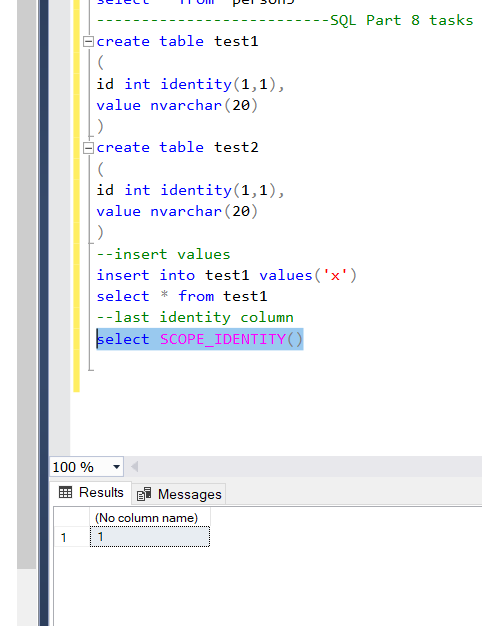 select * from person5
--------------------------SQL Part 8 tasks
create table test1
(
id int identity(1,1),
value nvarchar(20)
)
create table test2
(
id int identity(1,1),
value nvarchar(20)
)
--insert values
insert into test1 values('x')
select * from test1
--last identity column
select SCOPE_IDENTITY()
100 %
Results Messages
(No column name)
1 1